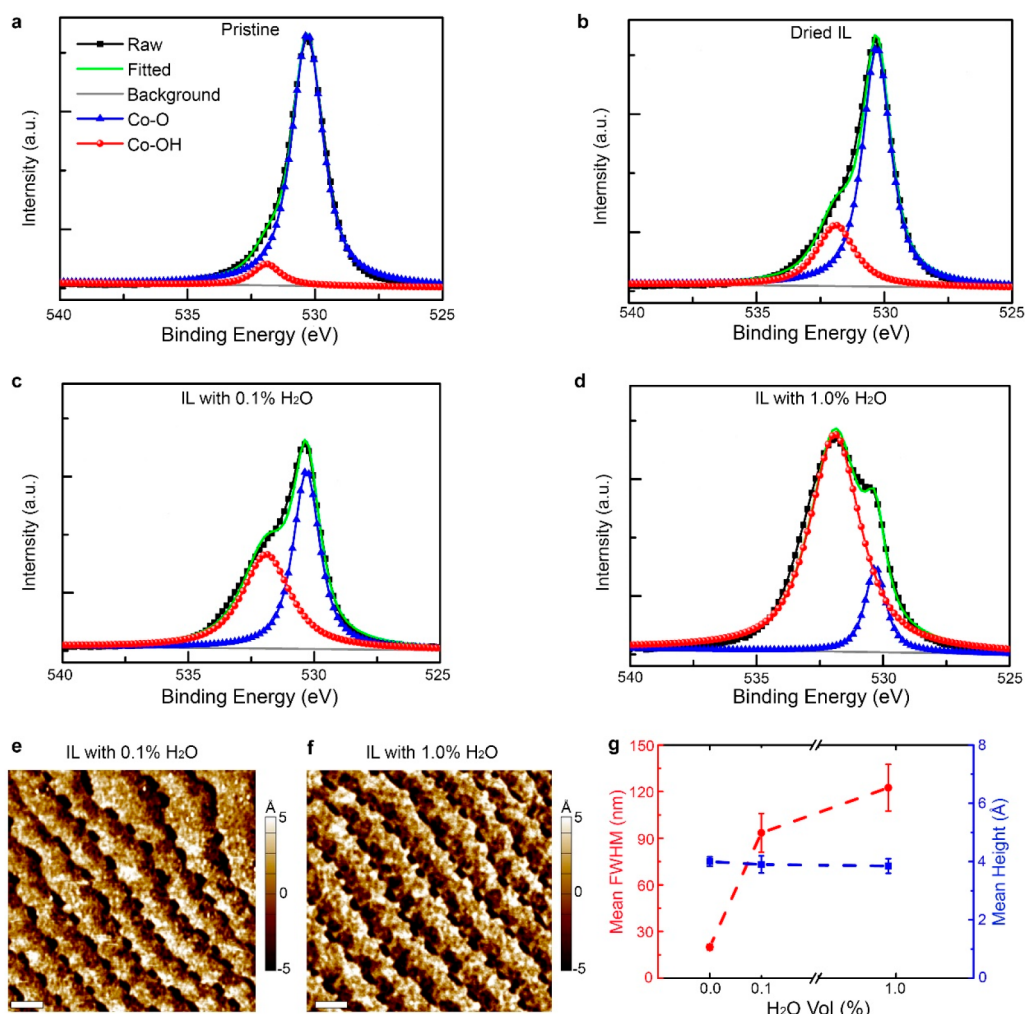 a
Pristine
Raw
Fitted
Background
Co-O
Co-OH
Internsity (a.u.)
540
535
530
525
Binding Energy (eV)
b
Dried IL
Internsity (a.u.)
540
535
530
525
Binding Energy (eV)
c
IL with 0.1% H₂O
Internsity (a.u.)
540
535
530
525
Binding Energy (eV)
d
IL with 1.0% H₂O
Internsity (a.u.)
540
535
530
525
Binding Energy (eV)
e
IL with 0.1% H₂O
Å
5
0
-5
f
IL with 1.0% H₂O
Å
5
0
-5
g
150
120
90
60
30
0
Mean FWHM (nm)
8
6
4
2
0
Mean Height (Å)
0.0
0.1
1.0
H₂O Vol (%)